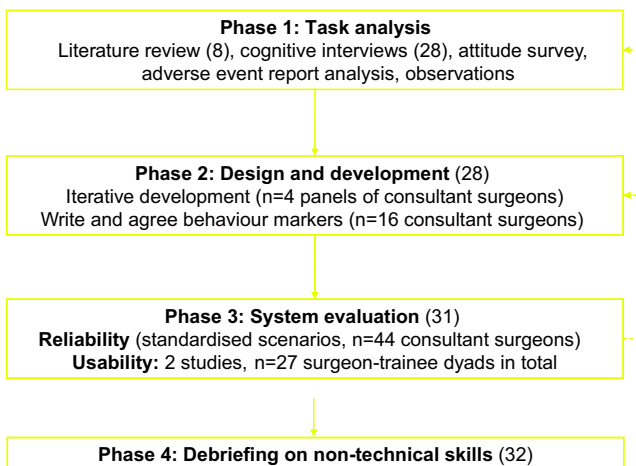 Phase 1: Task analysis
Literature review (8), cognitive interviews (28), attitude survey,
adverse event report analysis, observations
Phase 2: Design and development (28)
Iterative development (n=4 panels of consultant surgeons)
Write and agree behaviour markers (n=16 consultant surgeons)
Phase 3: System evaluation (31)
Reliability (standardised scenarios, n=44 consultant surgeons)
Usability: 2 studies, n=27 surgeon-trainee dyads in total
Phase 4: Debriefing on non-technical skills (32)